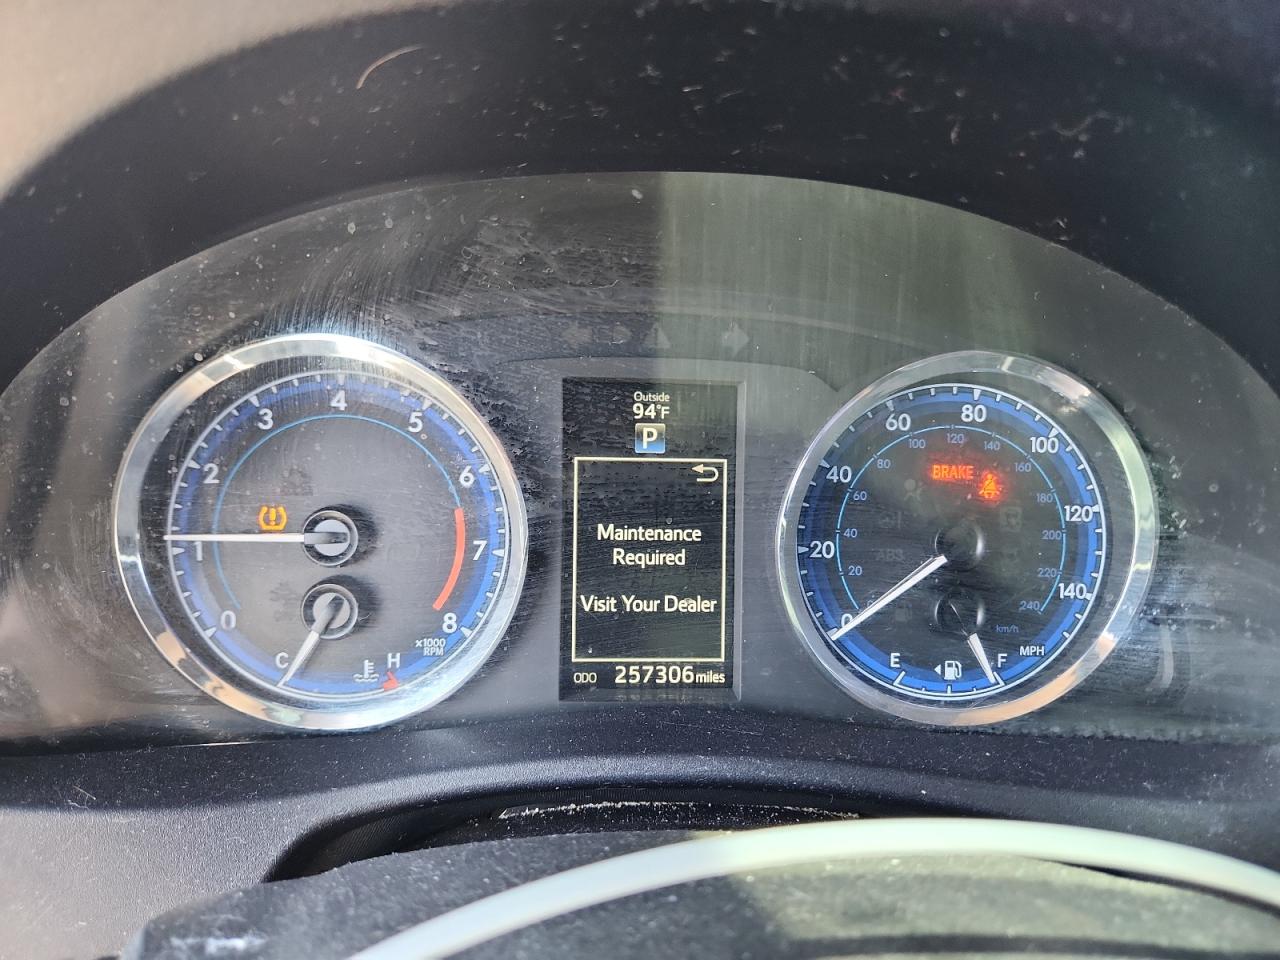 0
1
2
3
4
5
6
7
8
x1000
RPM
C
H
Outside
94°F
P
Maintenance
Required
Visit Your Dealer
ODO 257306 miles
BRAKE
0
20
40
60
80
100
120
140
MPH
20
40
60
80
100
120
140
160
180
200
220
240
km/h
ABS
E
F